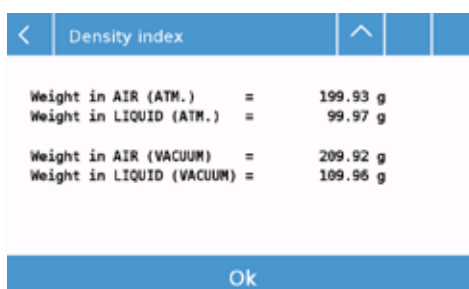 Density index
Weight in AIR (ATM.) = 199.93 g
Weight in LIQUID (ATM.) = 99.97 g
Weight in AIR (VACUUM) = 209.92 g
Weight in LIQUID (VACUUM) = 109.96 g
Ok